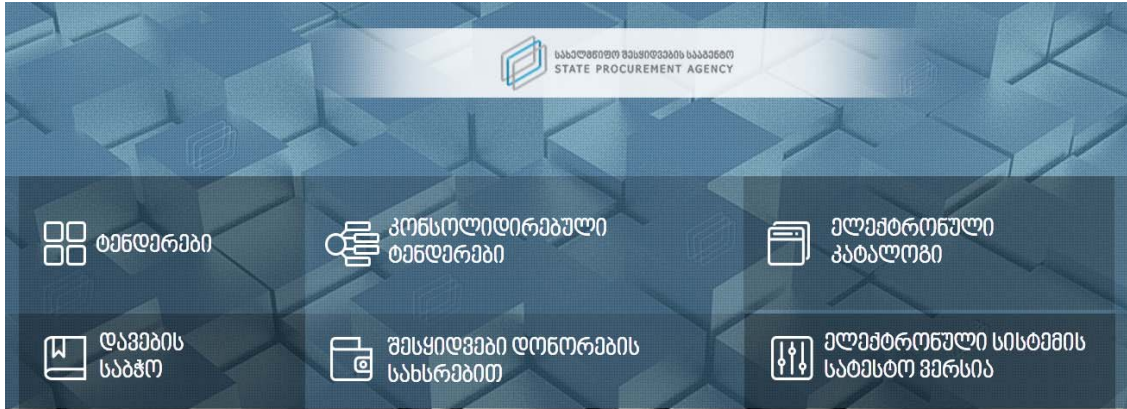 სახელმწიფო შესყიდვების სააგენტო
STATE PROCUREMENT AGENCY
ტენდერები
კონსოლიდირებული
ტენდერები
ელექტრონული
კატალოგი
დავების
საბჭო
შესყიდვები დონორების
სახსრებით
ელექტრონული სისტემის
სატესტო ვერსია